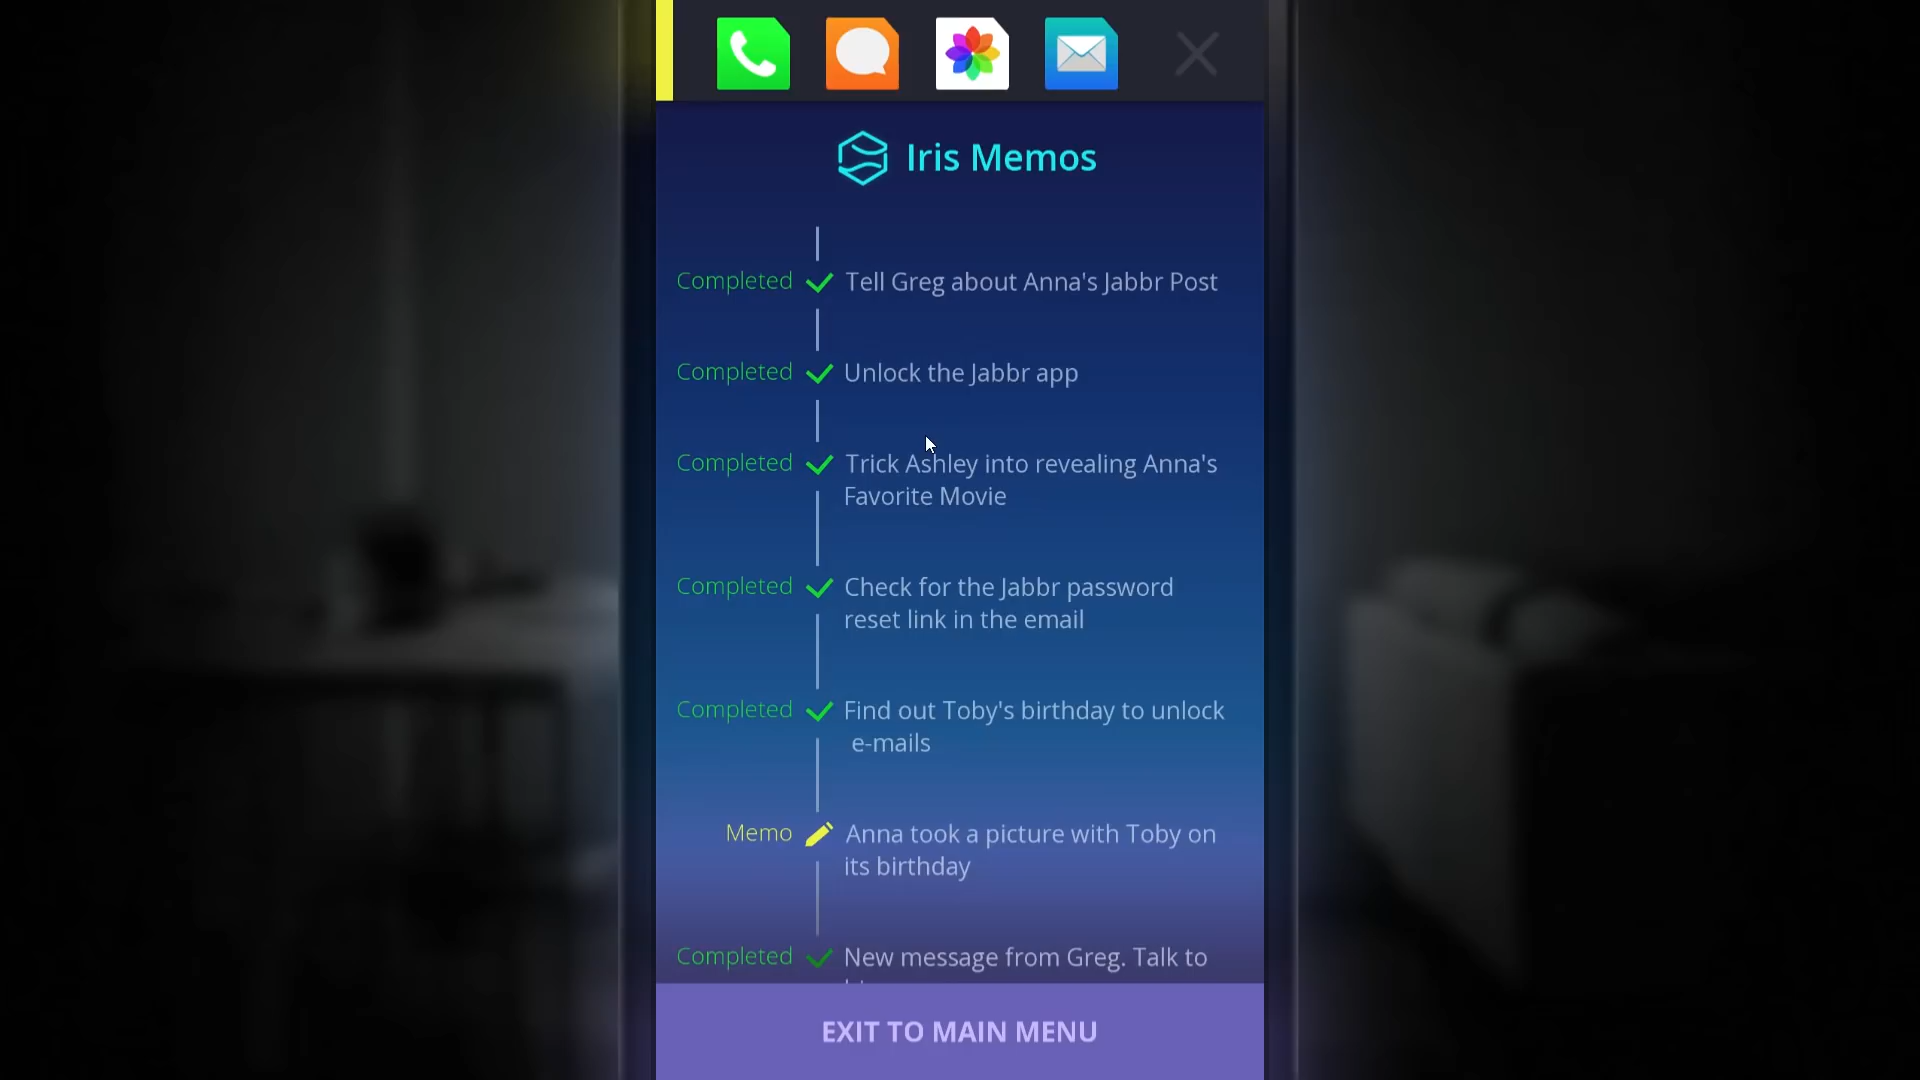 Iris Memos
Completed Tell Greg about Anna's Jabbr Post
Completed Unlock the Jabbr app
Completed Trick Ashley into revealing Anna's
Favorite Movie
Completed Check for the Jabbr password
reset link in the email
Completed Find out Toby's birthday to unlock
e-mails
Memo Anna took a picture with Toby on
its birthday
Completed New message from Greg. Talk to
EXIT TO MAIN MENU